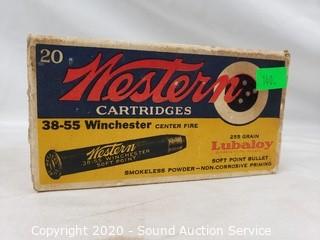 20
Western
CARTRIDGES
38-55 Winchester CENTER FIRE
255 GRAIN
Lubaloy
SOFT POINT BULLET
Western
38-55 WINCHESTER
SOFT POINT
SMOKELESS POWDER—NON-CORROSIVE PRIMING
Copyright 2020 - Sound Auction Service